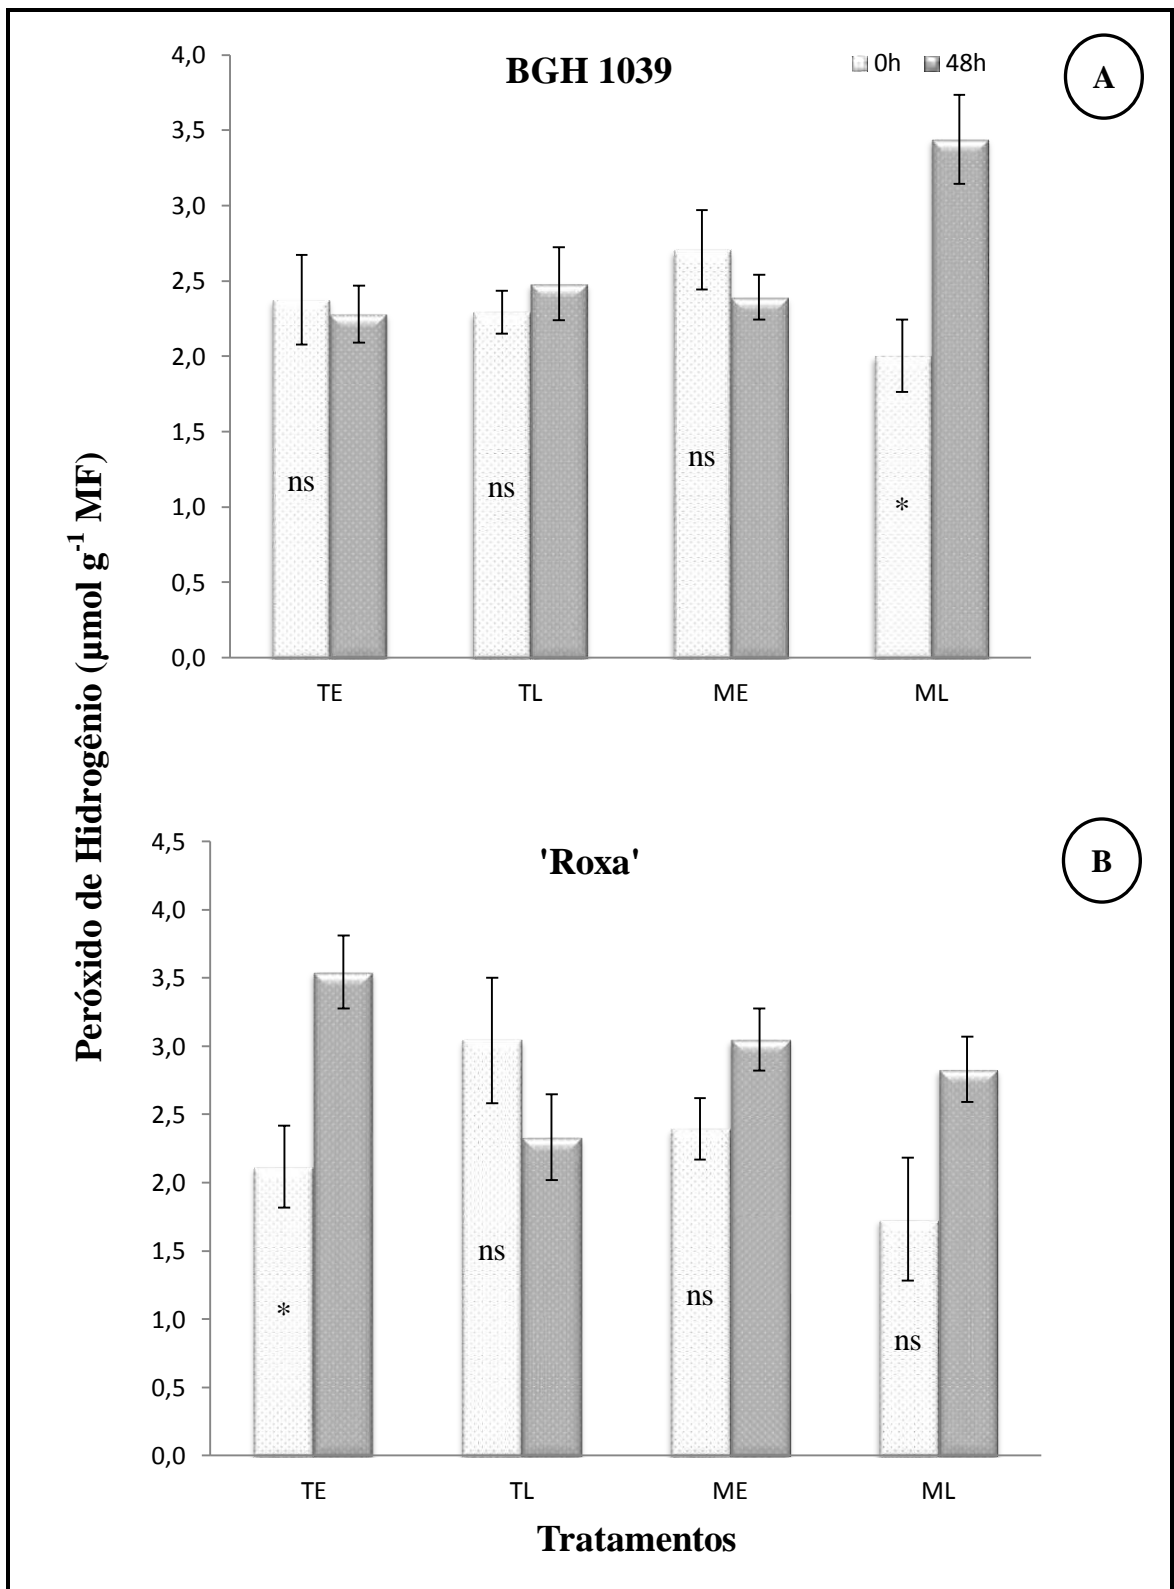 Peróxido de Hidrogênio (µmol g⁻¹ MF)
BGH 1039
0h 48h
A
4,0
3,5
3,0
2,5
2,0
1,5
1,0
0,5
0,0
ns ns ns *
TE TL ME ML
'Roxa'
B
4,5
4,0
3,5
3,0
2,5
2,0
1,5
1,0
0,5
0,0
* ns ns ns
TE TL ME ML
Tratamentos